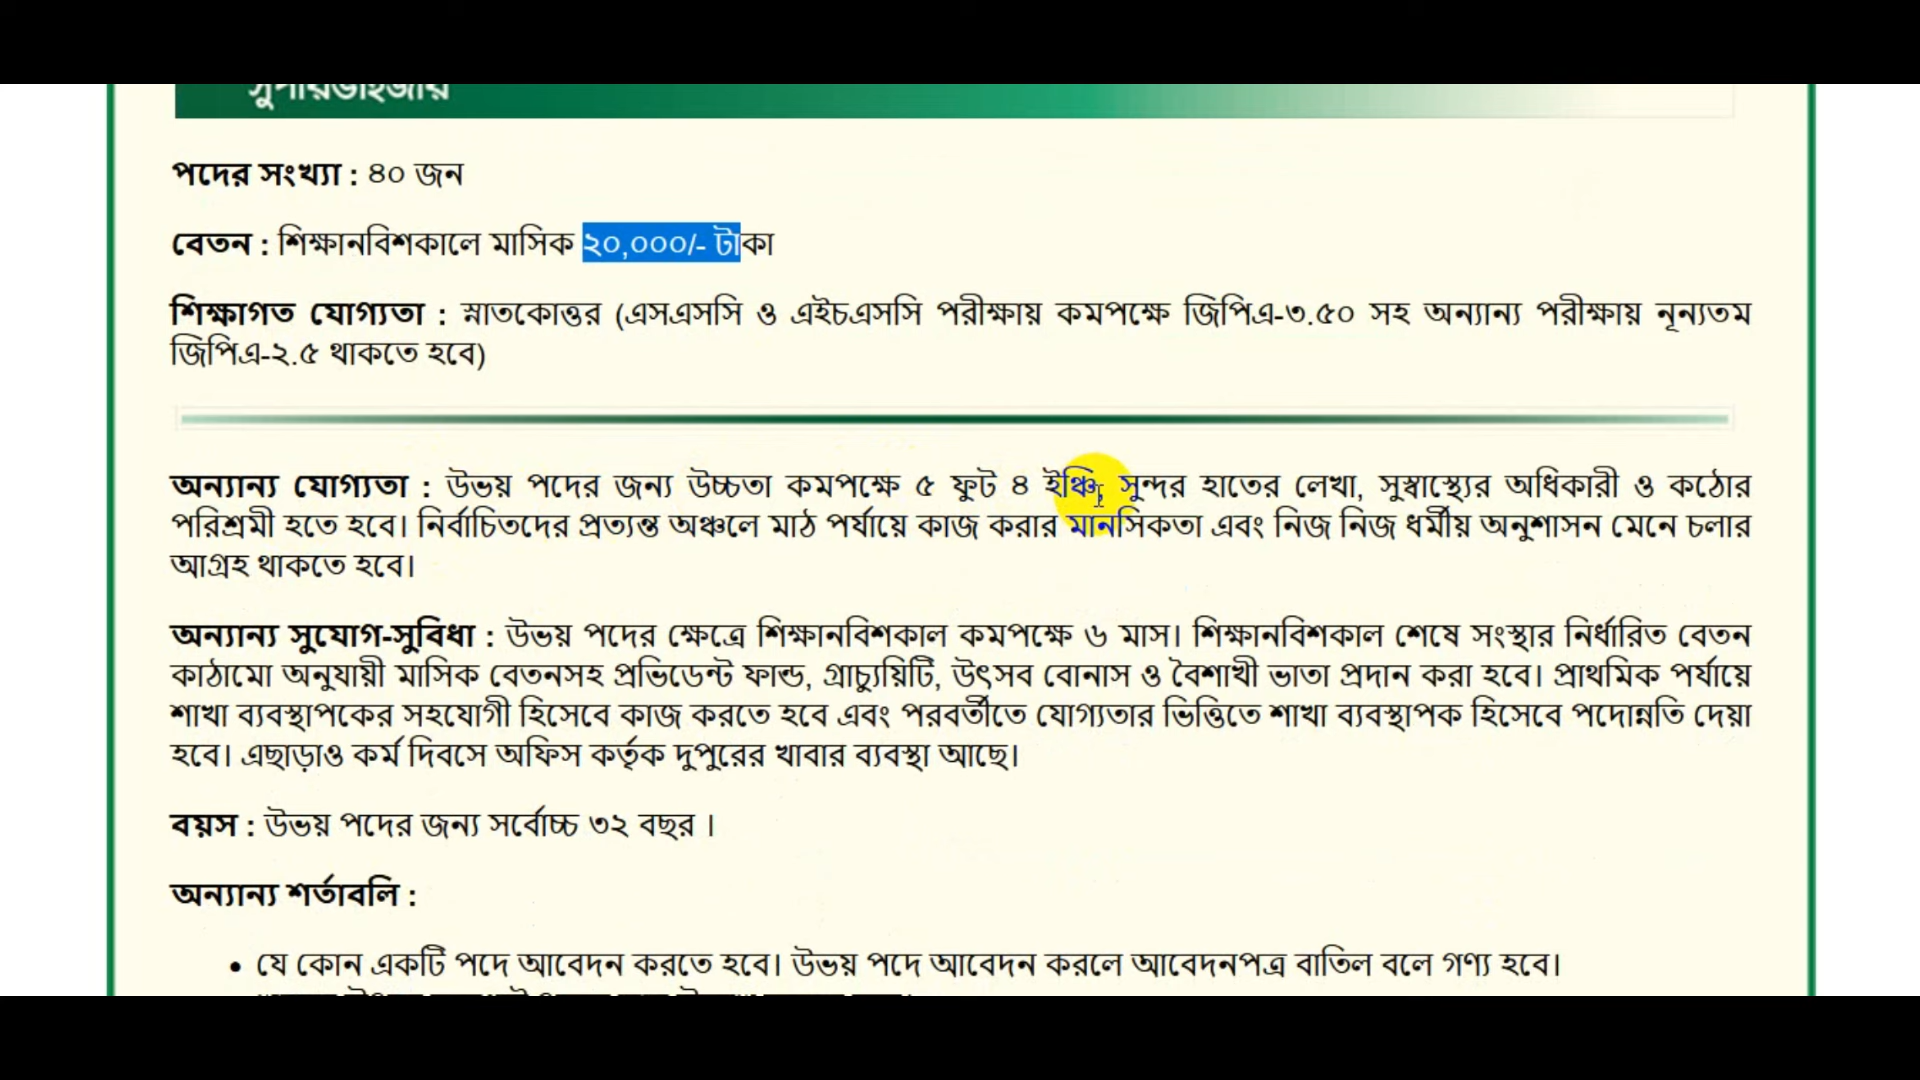 সুপারভাইজার
পদের সংখ্যা : ৪০ জন
বেতন : শিক্ষানবিশকালে মাসিক ২০,০০০/- টাকা
শিক্ষাগত যোগ্যতা : স্নাতকোত্তর (এসএসসি ও এইচএসসি পরীক্ষায় কমপক্ষে জিপিএ-৩.৫০ সহ অন্যান্য পরীক্ষায় নূন্যতম
জিপিএ-২.৫ থাকতে হবে)
অন্যান্য যোগ্যতা : উভয় পদের জন্য উচ্চতা কমপক্ষে ৫ ফুট ৪ ইঞ্চি, সুন্দর হাতের লেখা, সুস্বাস্থ্যের অধিকারী ও কঠোর
পরিশ্রমী হতে হবে। নির্বাচিতদের প্রত্যন্ত অঞ্চলে মাঠ পর্যায়ে কাজ করার মানসিকতা এবং নিজ নিজ ধর্মীয় অনুশাসন মেনে চলার
আগ্রহ থাকতে হবে।
অন্যান্য সুযোগ-সুবিধা : উভয় পদের ক্ষেত্রে শিক্ষানবিশকাল কমপক্ষে ৬ মাস। শিক্ষানবিশকাল শেষে সংস্থার নির্ধারিত বেতন
কাঠামো অনুযায়ী মাসিক বেতনসহ প্রভিডেন্ট ফান্ড, গ্রাচ্যুয়িটি, উৎসব বোনাস ও বৈশাখী ভাতা প্রদান করা হবে। প্রাথমিক পর্যায়ে
শাখা ব্যবস্থাপকের সহযোগী হিসেবে কাজ করতে হবে এবং পরবর্তীতে যোগ্যতার ভিত্তিতে শাখা ব্যবস্থাপক হিসেবে পদোন্নতি দেয়া
হবে। এছাড়াও কর্ম দিবসে অফিস কর্তৃক দুপুরের খাবার ব্যবস্থা আছে।
বয়স : উভয় পদের জন্য সর্বোচ্চ ৩২ বছর ।
অন্যান্য শর্তাবলি :
• যে কোন একটি পদে আবেদন করতে হবে। উভয় পদে আবেদন করলে আবেদনপত্র বাতিল বলে গণ্য হবে।